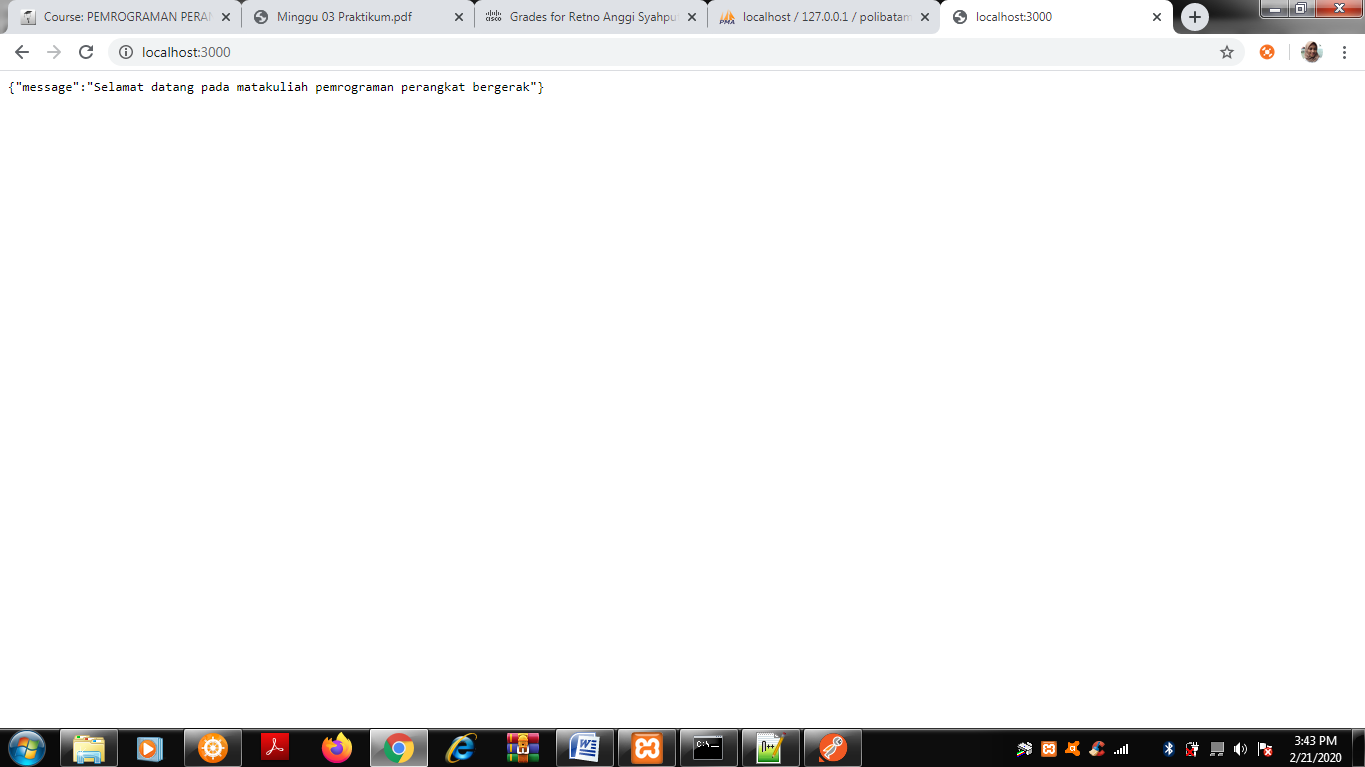 Course: PEMROGRAMAN PERAN
Minggu 03 Praktikum.pdf
Grades for Retno Anggi Syahput
localhost / 127.0.0.1 / polibatam
localhost:3000
localhost:3000
{"message":"Selamat datang pada matakuliah pemrograman perangkat bergerak"}
3:43 PM
2/21/2020